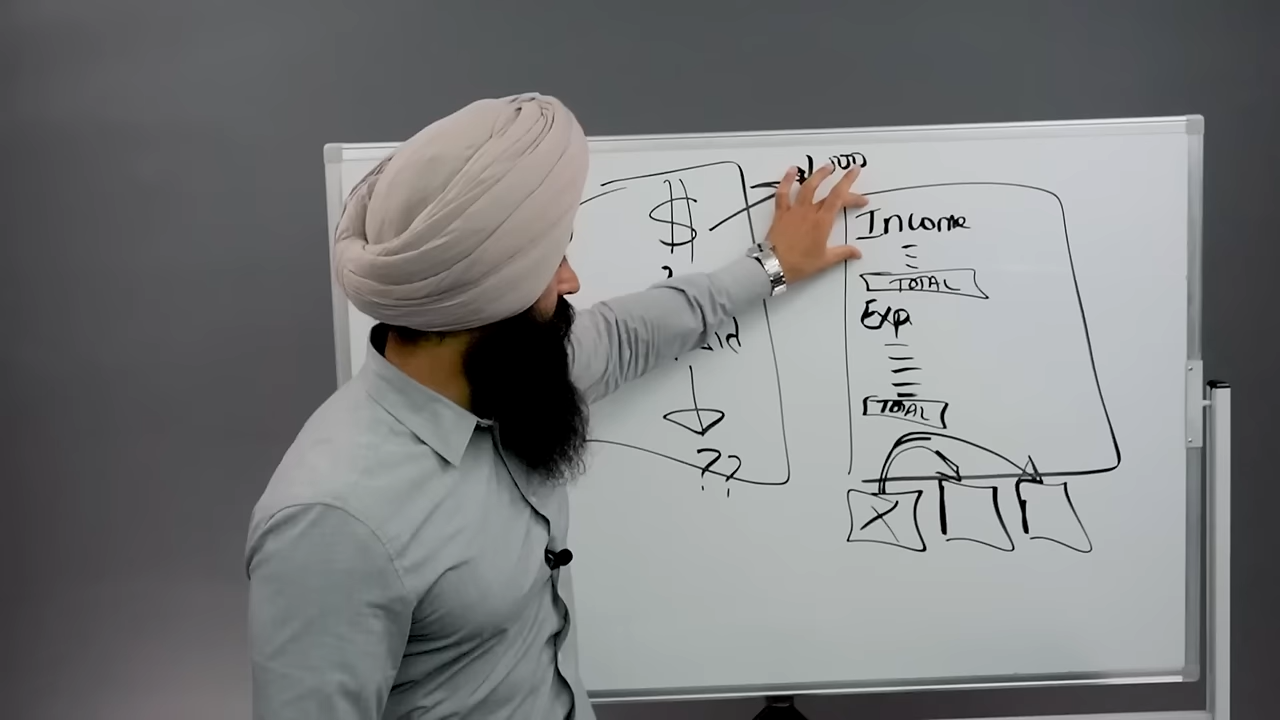 $
??
Income
TOTAL
Exp
TOTAL
X